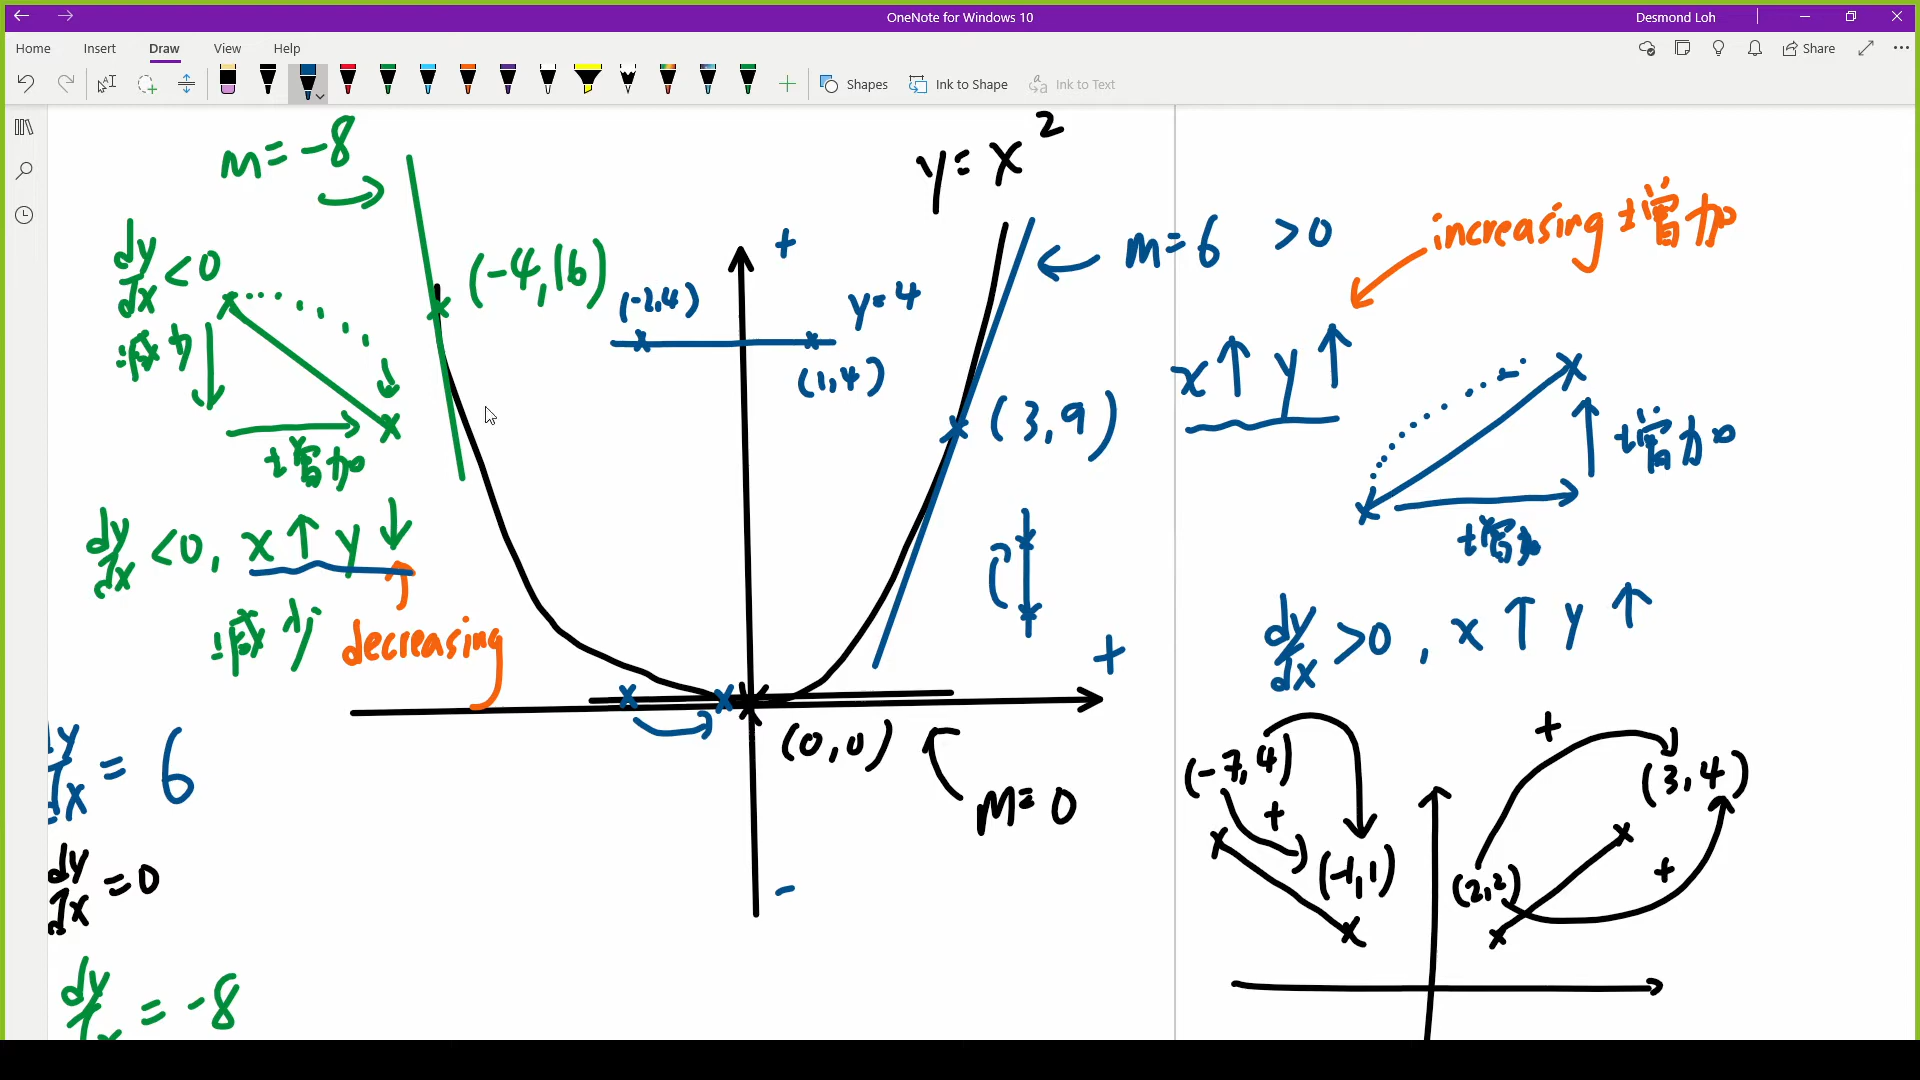 OneNote for Windows 10
Desmond Loh
Home Insert Draw View Help
Share
Shapes Ink to Shape Ink to Text
m = -8
y = x²
increasing 增加
dy/dx < 0
(-4,16)
+
m = 6 > 0
(-2,4)
y = 4
(1,4)
x ↑ y ↑
(3,9)
增加
增加
增加
dy/dx < 0, x ↑ y ↓
减少
decreasing
+
dy/dx > 0, x ↑ y ↑
(0,0)
m = 0
dy/dx = 6
dy/dx = 0
dy/dx = -8
-
(-7,4)
+
(-1,1)
+
(3,4)
(2,2)
+